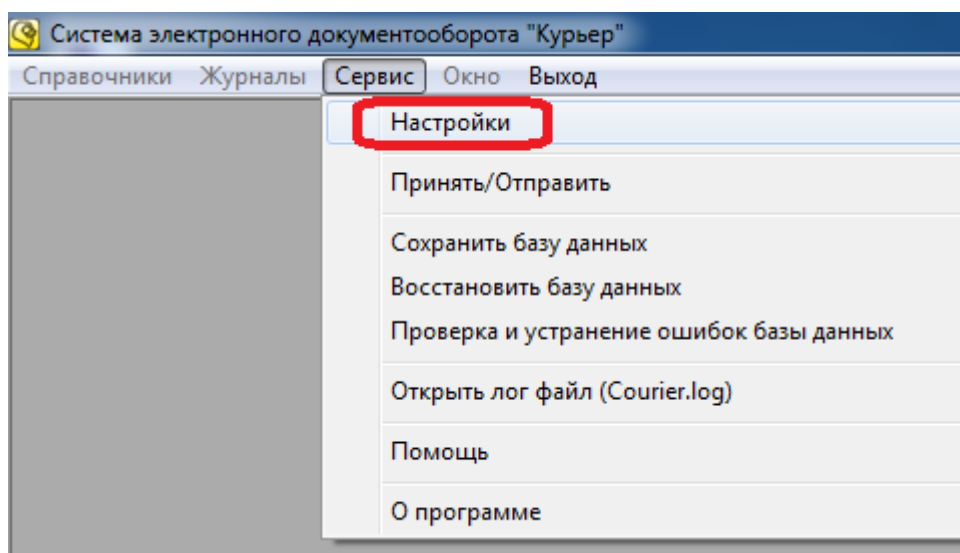 Система электронного документооборота "Курьер"
Справочники Журналы Сервис Окно Выход
Настройки
Принять/Отправить
Сохранить базу данных
Восстановить базу данных
Проверка и устранение ошибок базы данных
Открыть лог файл (Courier.log)
Помощь
О программе